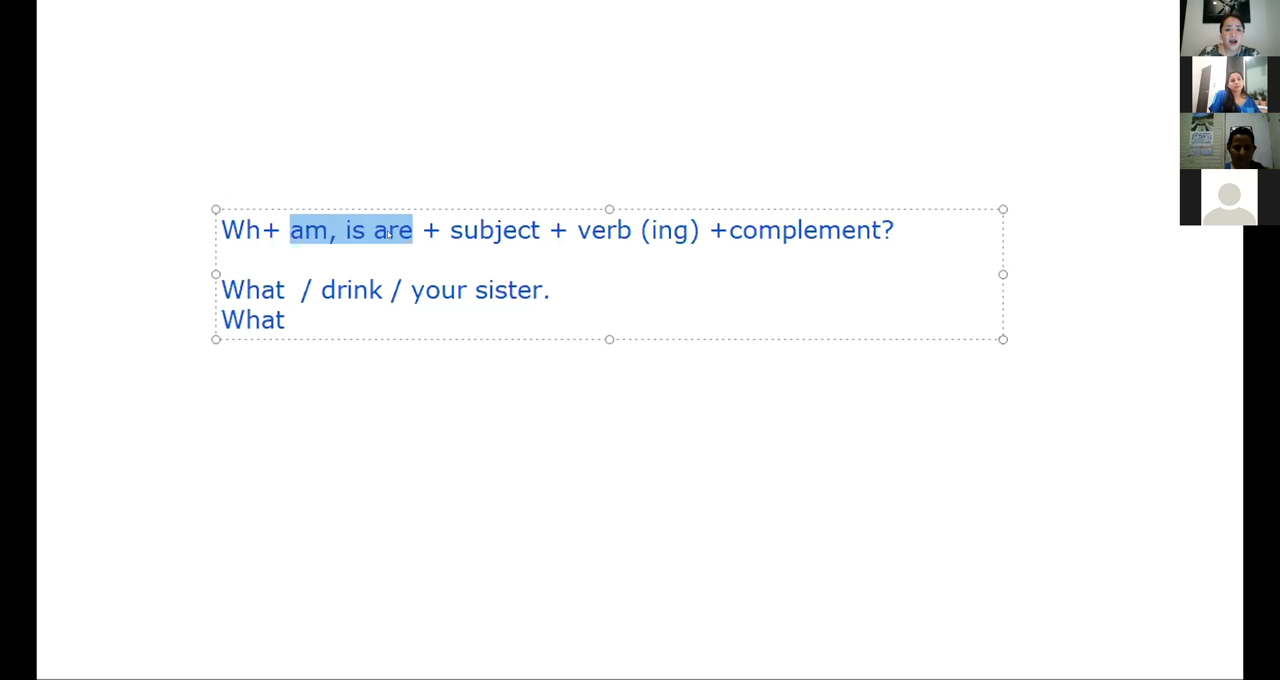 Wh+ am, is are + subject + verb (ing) +complement?
What / drink / your sister.
What